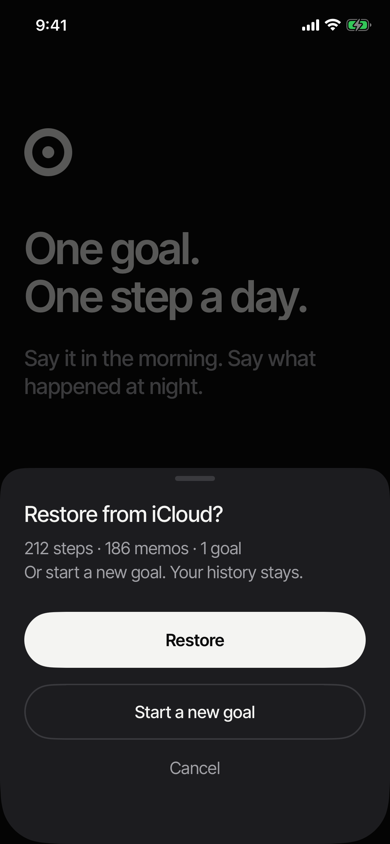 9:41
One goal.
One step a day.
Say it in the morning. Say what
happened at night.
Restore from iCloud?
212 steps · 186 memos · 1 goal
Or start a new goal. Your history stays.
Restore
Start a new goal
Cancel